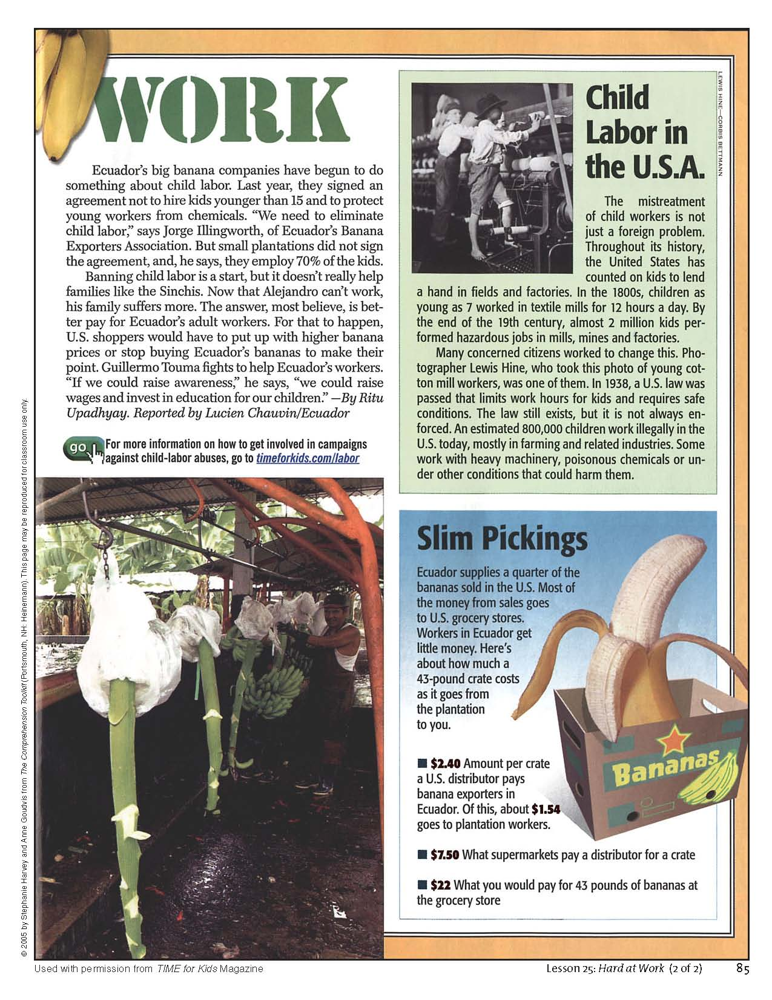 WORK
Ecuador’s big banana companies have begun to do
something about child labor. Last year, they signed an
agreement not to hire kids younger than 15 and to protect
young workers from chemicals. “We need to eliminate
child labor,” says Jorge Illingworth, of Ecuador’s Banana
Exporters Association. But small plantations did not sign
the agreement, and, he says, they employ 70% of the kids.
Banning child labor is a start, but it doesn’t really help
families like the Sinchis. Now that Alejandro can’t work,
his family suffers more. The answer, most believe, is bet-
ter pay for Ecuador’s adult workers. For that to happen,
U.S. shoppers would have to put up with higher banana
prices or stop buying Ecuador’s bananas to make their
point. Guillermo Touma fights to help Ecuador’s workers.
“If we could raise awareness,” he says, “we could raise
wages and invest in education for our children.” —By Ritu
Upadhyay. Reported by Lucien Chauvin/Ecuador
go
For more information on how to get involved in campaigns
against child-labor abuses, go to timeforkids.com/labor
Child
Labor in
the U.S.A.
LEWIS HINE—CORBIS BETTMANN
The mistreatment
of child workers is not
just a foreign problem.
Throughout its history,
the United States has
counted on kids to lend
a hand in fields and factories. In the 1800s, children as
young as 7 worked in textile mills for 12 hours a day. By
the end of the 19th century, almost 2 million kids per-
formed hazardous jobs in mills, mines and factories.
Many concerned citizens worked to change this. Pho-
tographer Lewis Hine, who took this photo of young cot-
ton mill workers, was one of them. In 1938, a U.S. law was
passed that limits work hours for kids and requires safe
conditions. The law still exists, but it is not always en-
forced. An estimated 800,000 children work illegally in the
U.S. today, mostly in farming and related industries. Some
work with heavy machinery, poisonous chemicals or un-
der other conditions that could harm them.
Slim Pickings
Ecuador supplies a quarter of the
bananas sold in the U.S. Most of
the money from sales goes
to U.S. grocery stores.
Workers in Ecuador get
little money. Here’s
about how much a
43-pound crate costs
as it goes from
the plantation
to you.
■ $2.40 Amount per crate
a U.S. distributor pays
banana exporters in
Ecuador. Of this, about $1.54
goes to plantation workers.
■ $7.50 What supermarkets pay a distributor for a crate
■ $22 What you would pay for 43 pounds of bananas at
the grocery store
Bananas
© 2005 by Stephanie Harvey and Anne Goudvis from The Comprehension Toolkit (Portsmouth, NH: Heinemann). This page may be reproduced for classroom use only.
Used with permission from TIME for Kids Magazine
Lesson 25: Hard at Work (2 of 2) 85